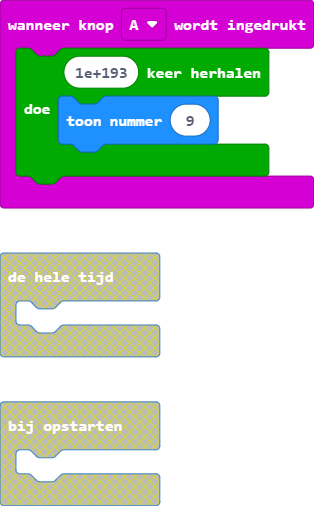 wanneer knop A wordt ingedrukt
1e+193 keer herhalen
doe
toon nummer 9
de hele tijd
bij opstarten